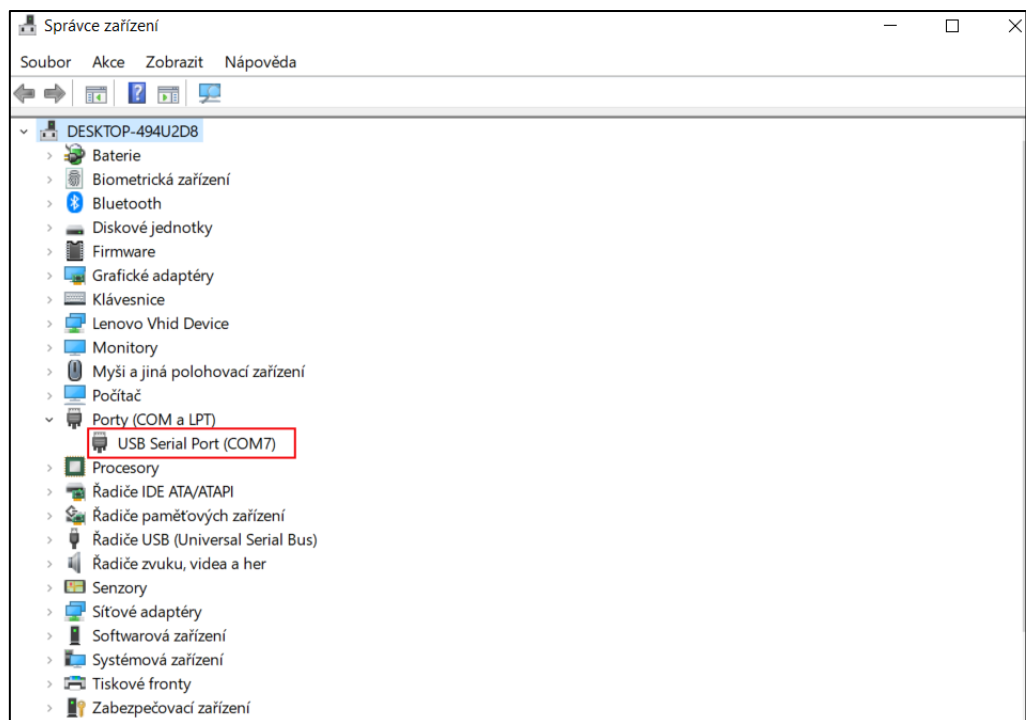 Správce zařízení
Soubor Akce Zobrazit Nápověda
DESKTOP-494U2D8
Baterie
Biometrická zařízení
Bluetooth
Diskové jednotky
Firmware
Grafické adaptéry
Klávesnice
Lenovo Vhid Device
Monitory
Myši a jiná polohovací zařízení
Počítač
Porty (COM a LPT)
USB Serial Port (COM7)
Procesory
Řadiče IDE ATA/ATAPI
Řadiče paměťových zařízení
Řadiče USB (Universal Serial Bus)
Řadiče zvuku, videa a her
Senzory
Síťové adaptéry
Softwarová zařízení
Systémová zařízení
Tiskové fronty
Zabezpečovací zařízení